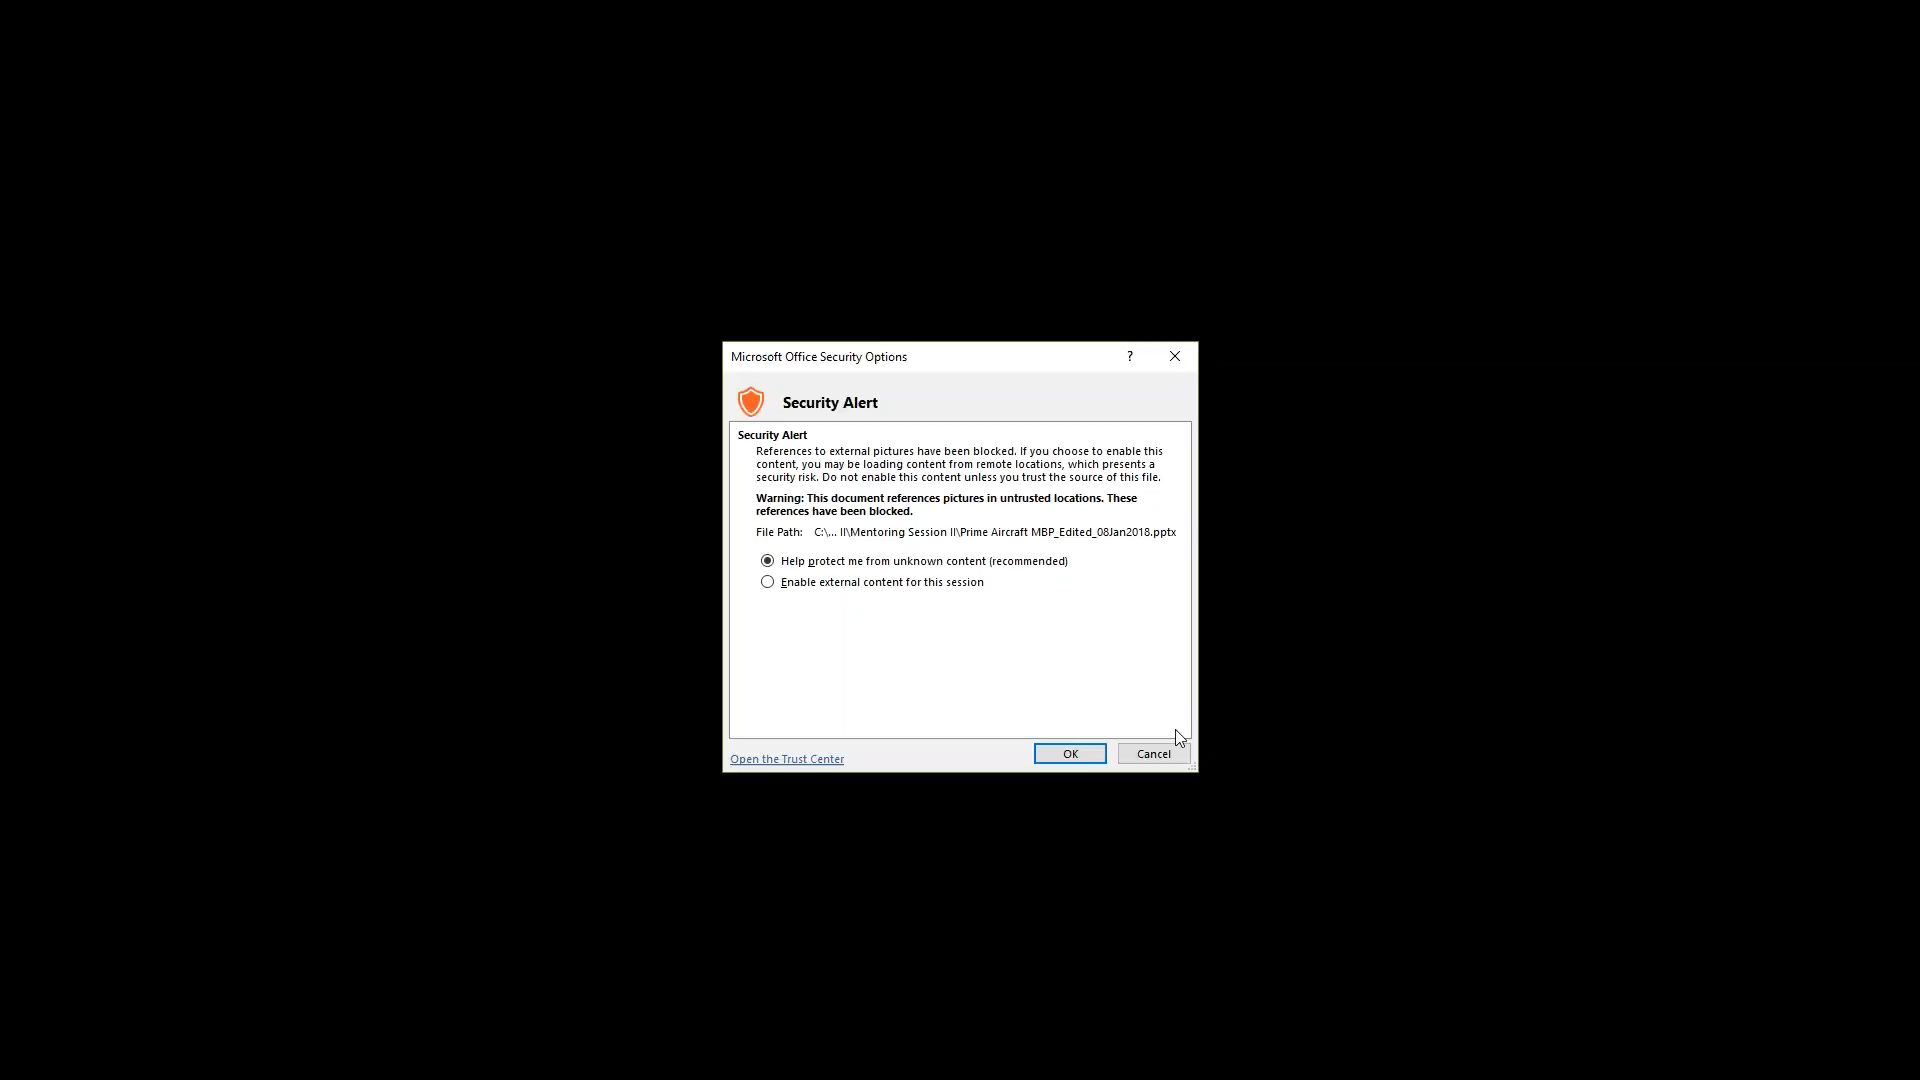 Microsoft Office Security Options
?
Security Alert
Security Alert
References to external pictures have been blocked. If you choose to enable this
content, you may be loading content from remote locations, which presents a
security risk. Do not enable this content unless you trust the source of this file.
Warning: This document references pictures in untrusted locations. These
references have been blocked.
File Path: C:\... II\Mentoring Session II\Prime Aircraft MBP_Edited_08Jan2018.pptx
Help protect me from unknown content (recommended)
Enable external content for this session
Open the Trust Center
OK
Cancel